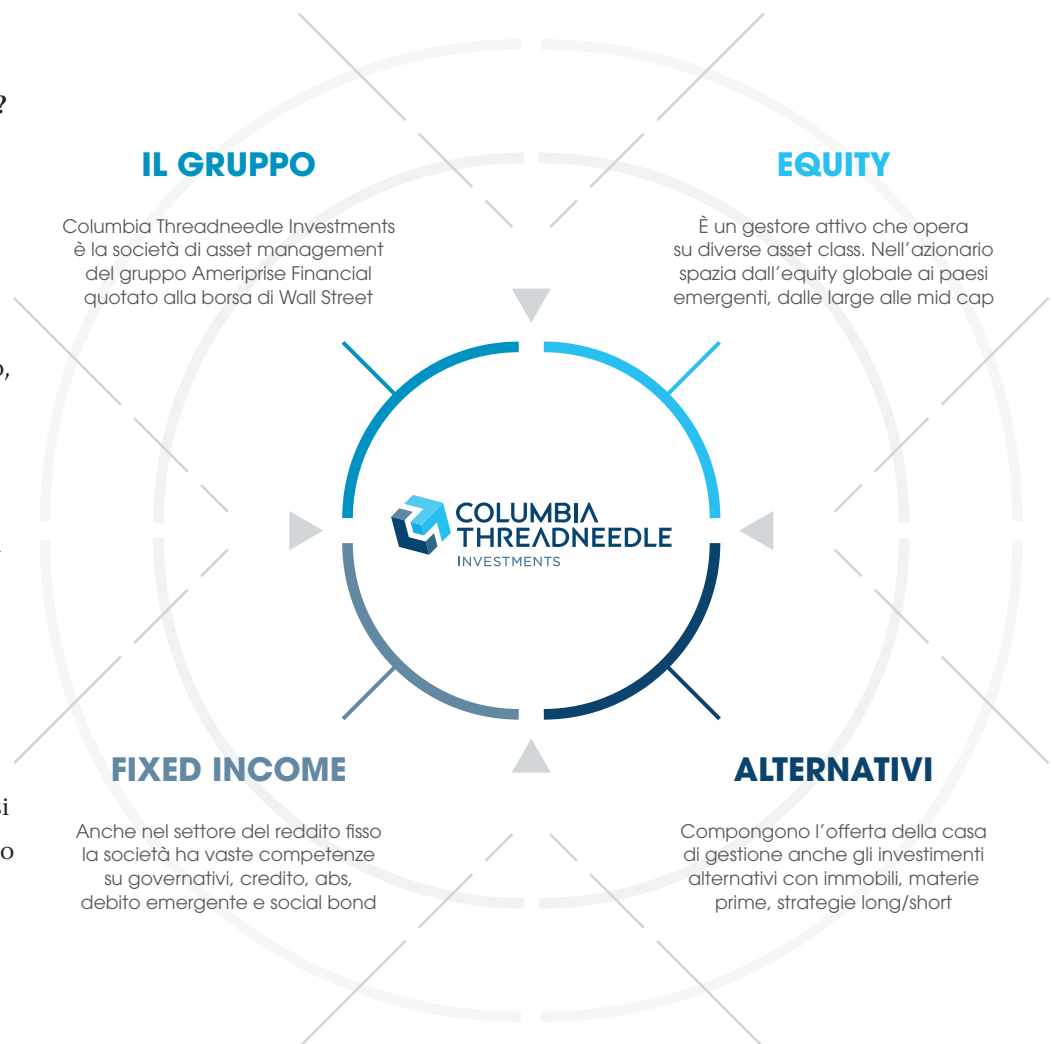 ?
IL GRUPPO
Columbia Threadneedle Investments
è la società di asset management
del gruppo Ameriprise Financial
quotato alla borsa di Wall Street
EQUITY
È un gestore attivo che opera
su diverse asset class. Nell’azionario
spazia dall’equity globale ai paesi
emergenti, dalle large alle mid cap
COLUMBIA
THREADNEEDLE
INVESTMENTS
FIXED INCOME
Anche nel settore del reddito fisso
la società ha vaste competenze
su governativi, credito, abs,
debito emergente e social bond
ALTERNATIVI
Compongono l’offerta della casa
di gestione anche gli investimenti
alternativi con immobili, materie
prime, strategie long/short